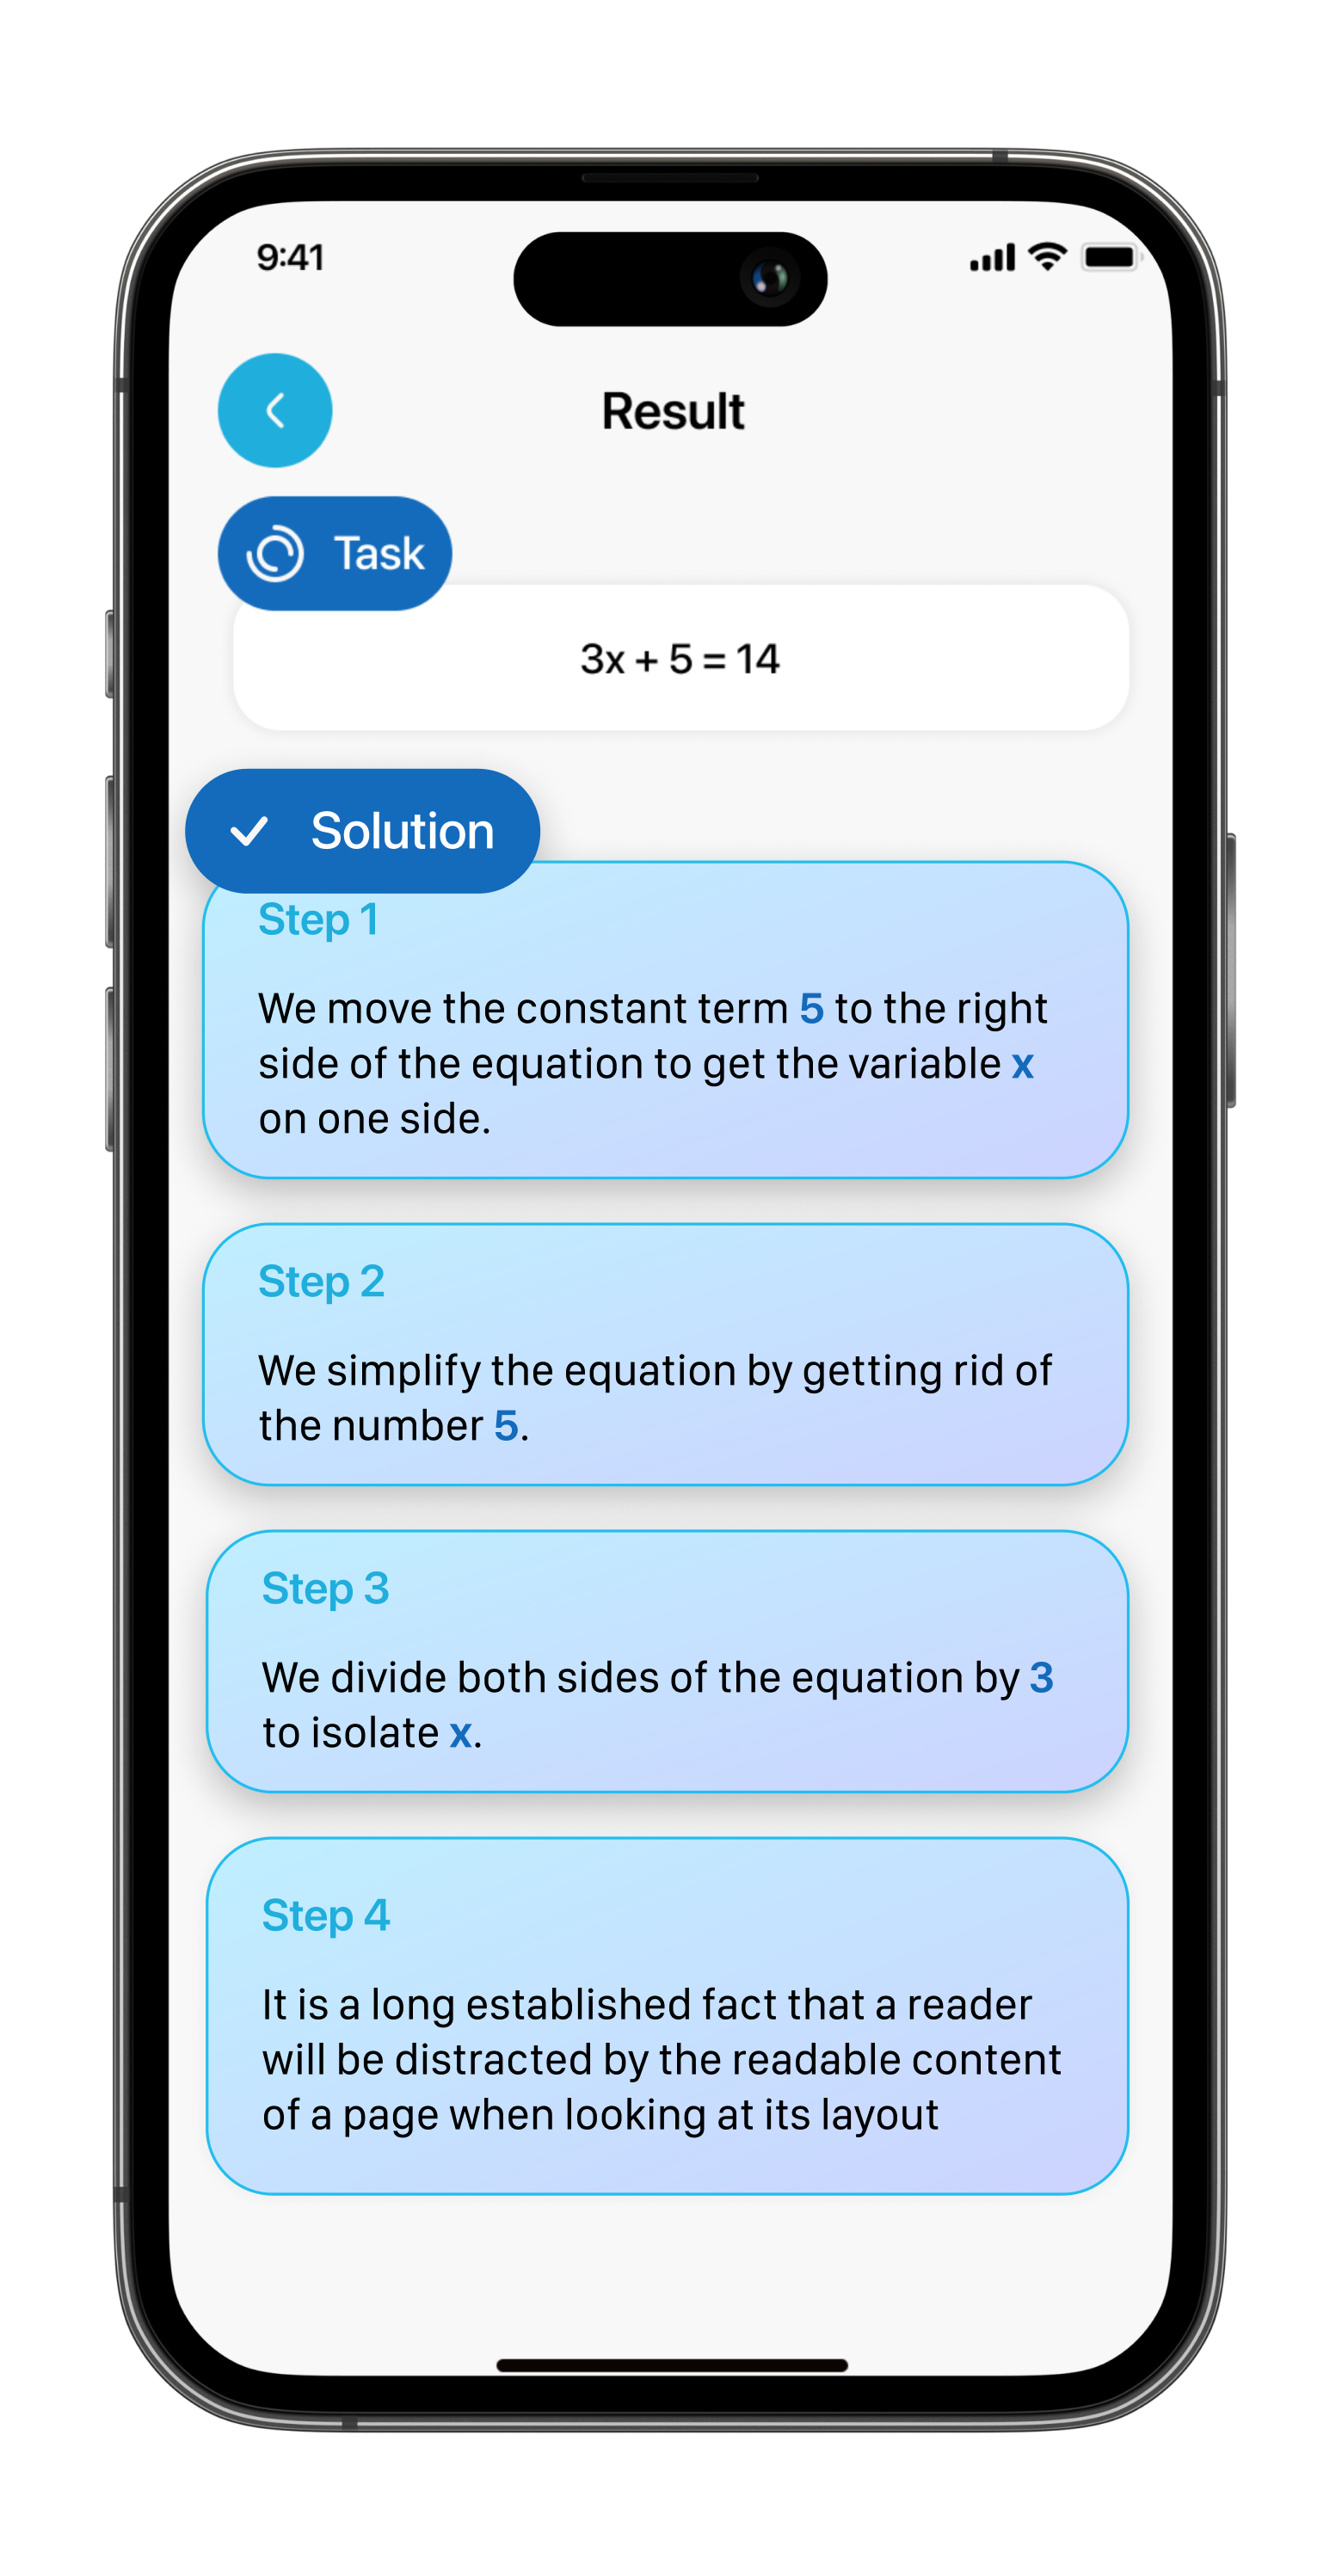 9:41
Result
Task
3x + 5 = 14
Solution
Step 1
We move the constant term 5 to the right
side of the equation to get the variable x
on one side.
Step 2
We simplify the equation by getting rid of
the number 5.
Step 3
We divide both sides of the equation by 3
to isolate x.
Step 4
It is a long established fact that a reader
will be distracted by the readable content
of a page when looking at its layout